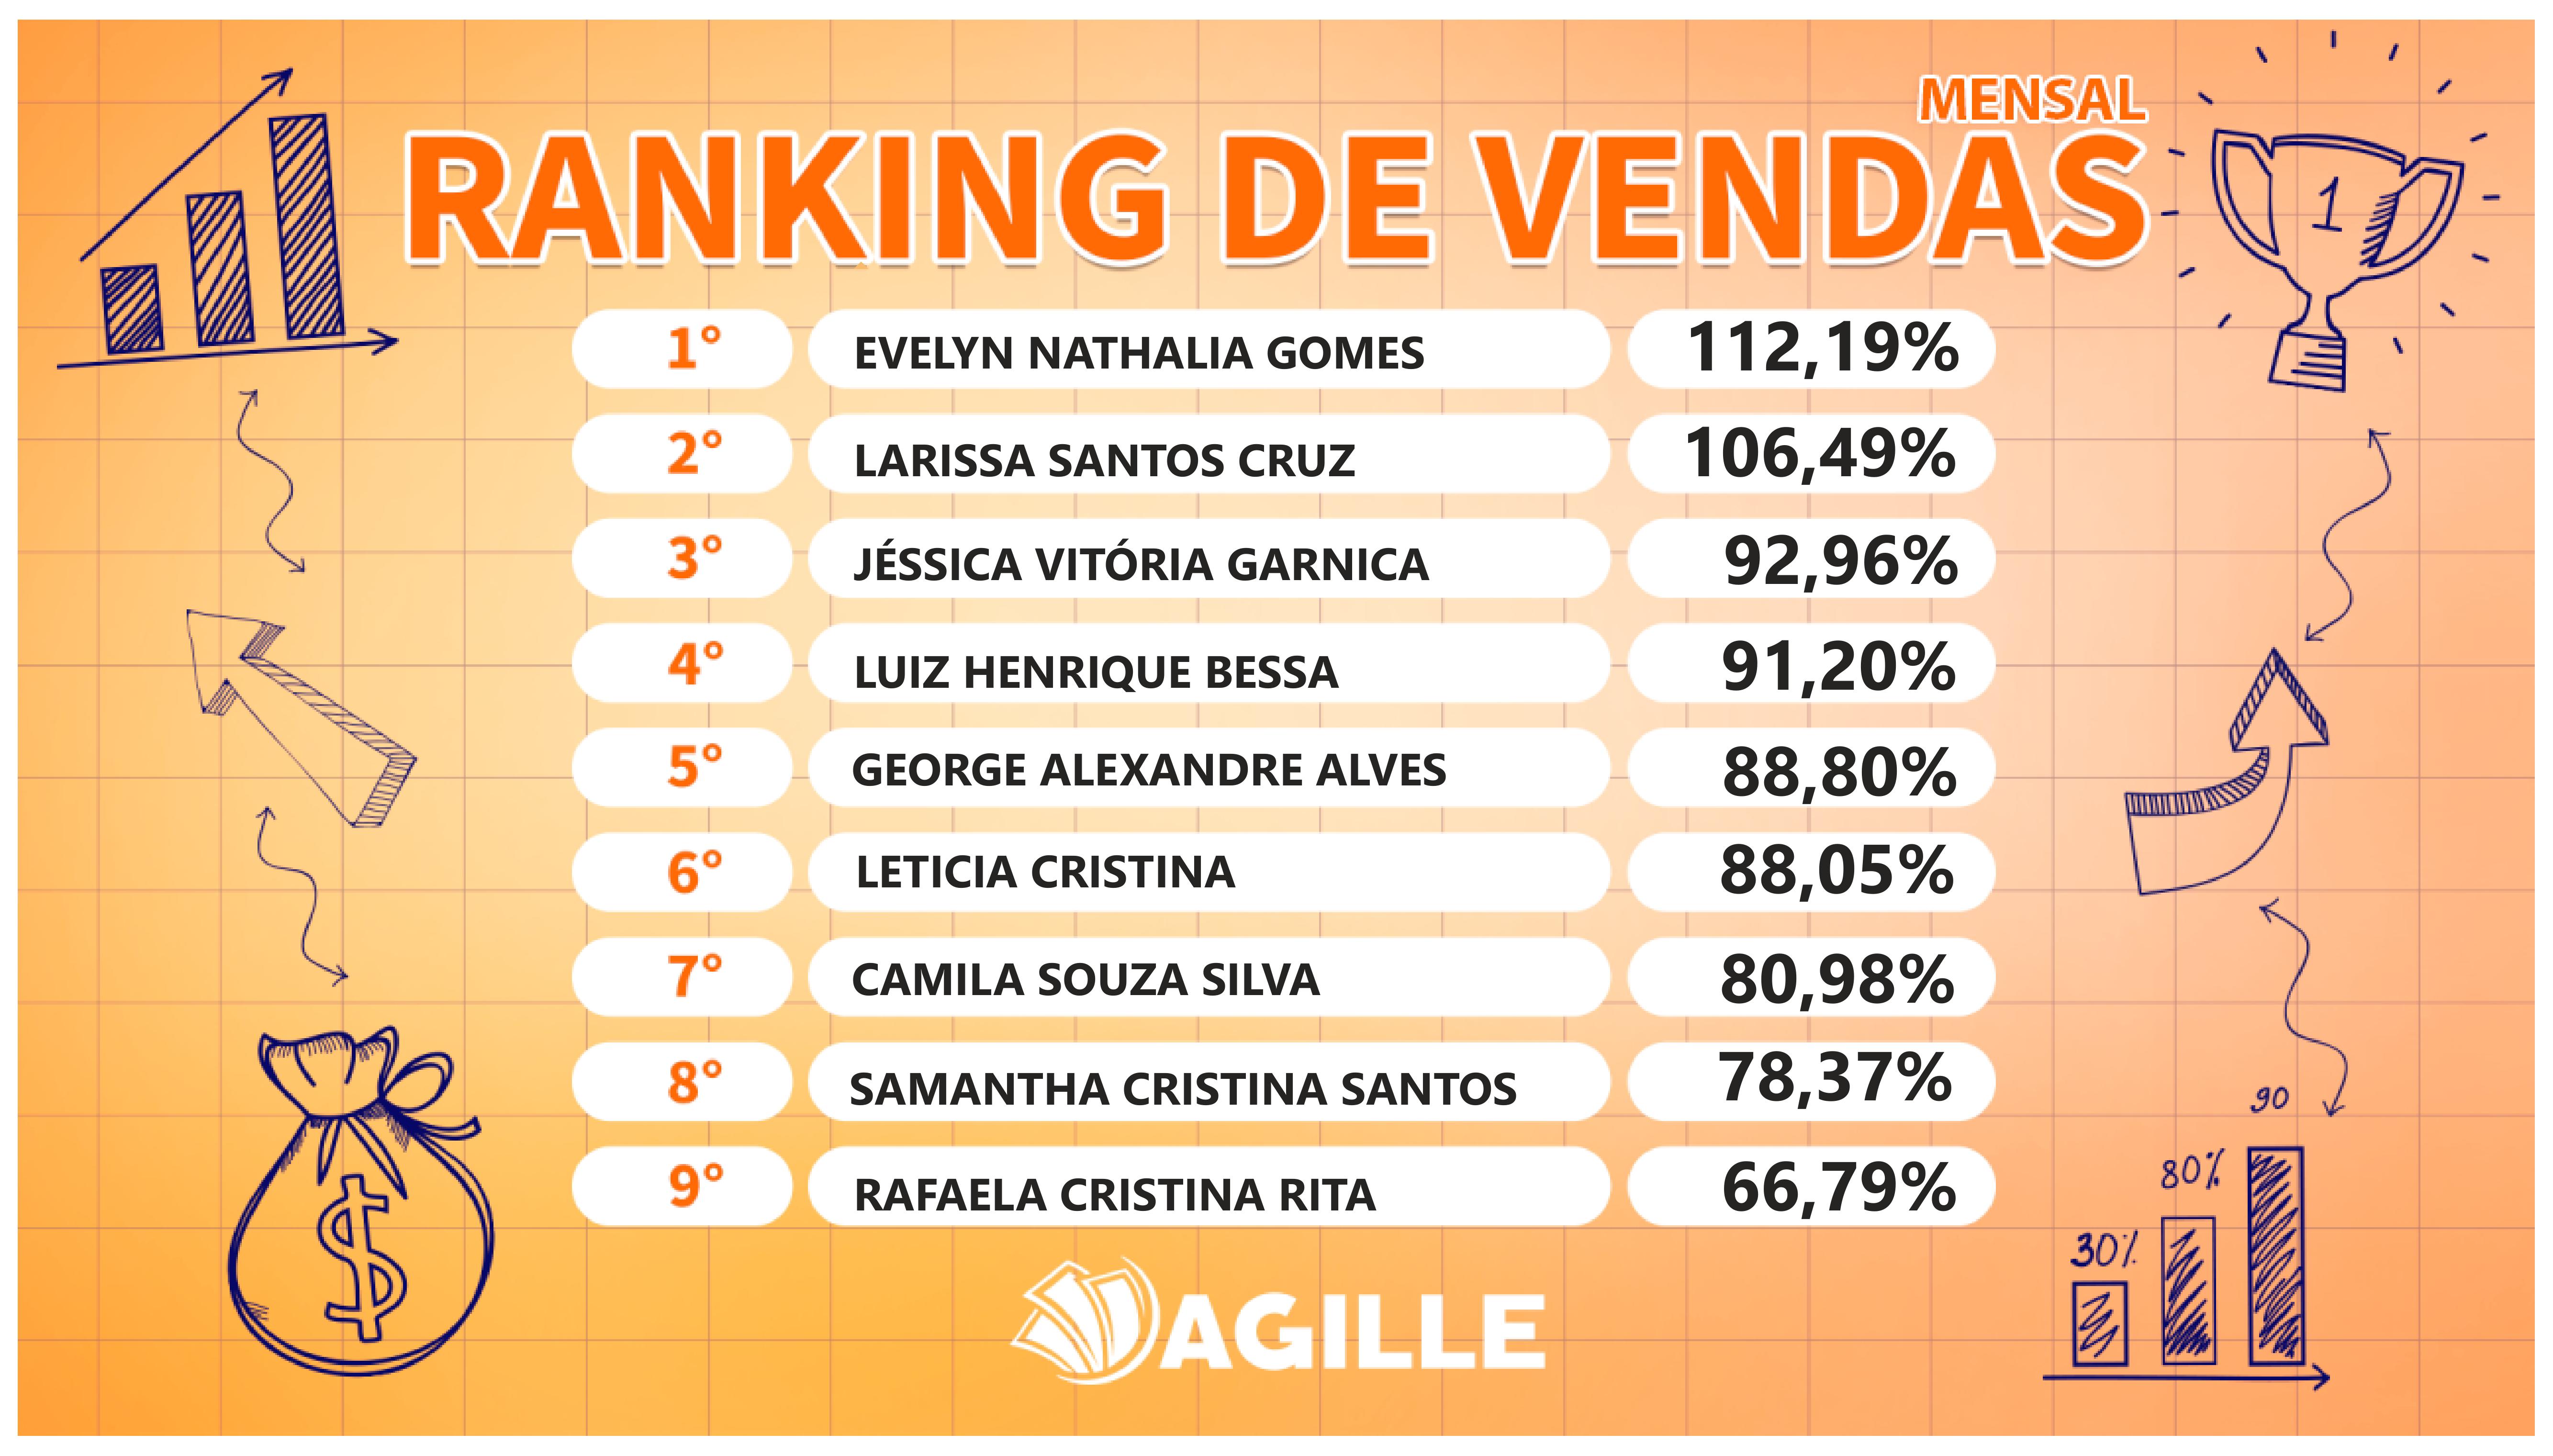 MENSAL
RANKING DE VENDAS
1° EVELYN NATHALIA GOMES 112,19%
2° LARISSA SANTOS CRUZ 106,49%
3° JÉSSICA VITÓRIA GARNICA 92,96%
4° LUIZ HENRIQUE BESSA 91,20%
5° GEORGE ALEXANDRE ALVES 88,80%
6° LETICIA CRISTINA 88,05%
7° CAMILA SOUZA SILVA 80,98%
8° SAMANTHA CRISTINA SANTOS 78,37%
9° RAFAELA CRISTINA RITA 66,79%
AGILLE
1
$
30%
80%
90